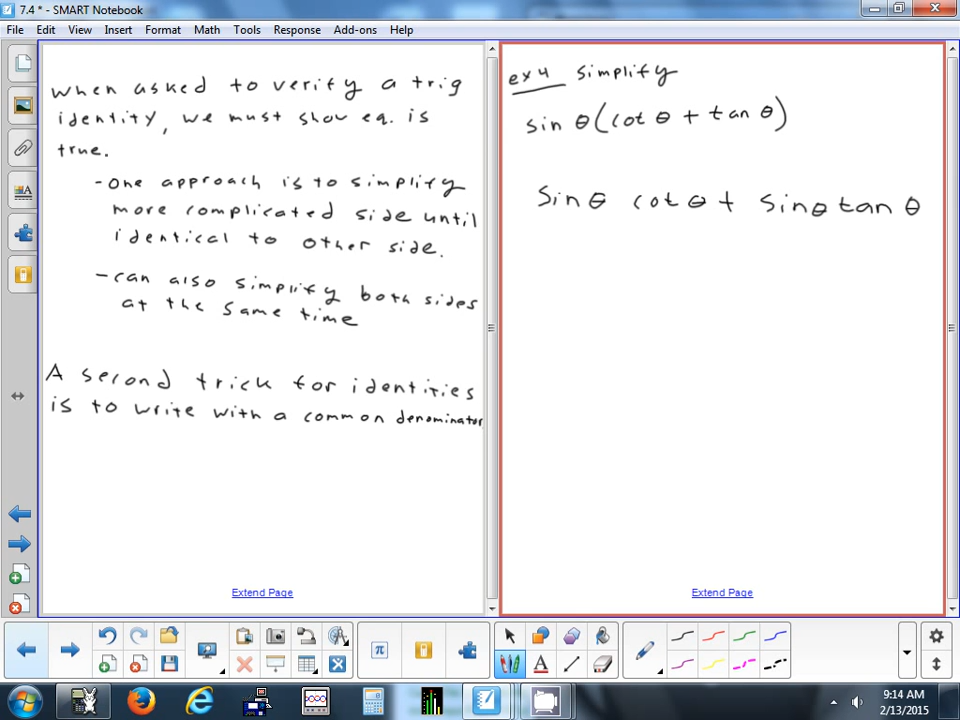 7.4 * - SMART Notebook
File Edit View Insert Format Math Tools Response Add-ons Help
when asked to verify a trig
identity, we must show eq. is
true.
-one approach is to simplify
more complicated side until
identical to other side.
-can also simplify both sides
at the same time
A second trick for identities
is to write with a common denominator
Extend Page
ex4 simplify
sin θ(cot θ + tan θ)
sinθ cot θ + sinθ tan θ
Extend Page
9:14 AM
2/13/2015